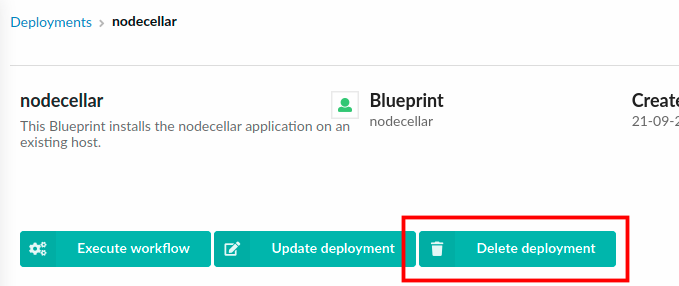 Deployments > nodecellar
nodecellar
This Blueprint installs the nodecellar application on an
existing host.
Blueprint
nodecellar
Create
21-09-2
Execute workflow
Update deployment
Delete deployment